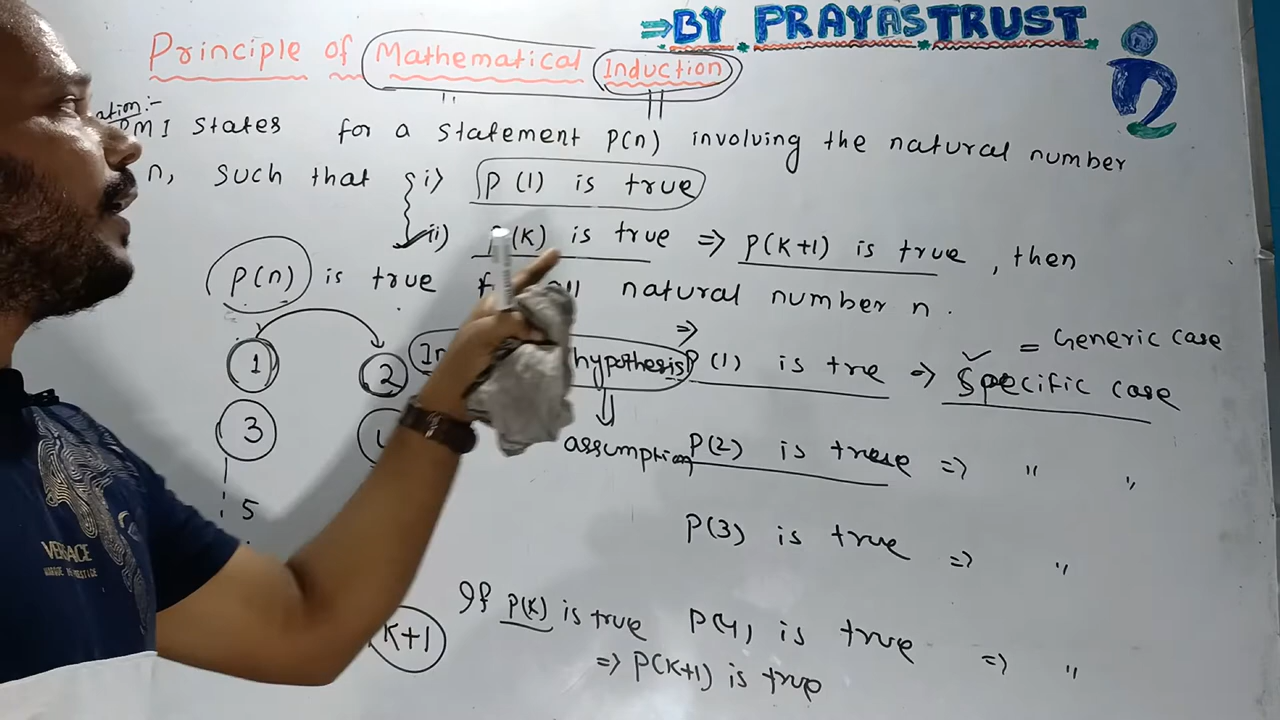 ⇒BY PRAYASTRUST
Principle of Mathematical Induction
PMI states for a statement P(n) involving the natural number
n, such that i) P(1) is true
ii) P(K) is true ⇒ P(K+1) is true, then
P(n) is true natural number n.
⇒
= Generic case
1 2 hypothesis P(1) is true ⇒ Specific case
3
assumption P(2) is true ⇒ " "
5 P(3) is true ⇒ "
If P(K) is true P(4) is true ⇒ "
K+1 ⇒ P(K+1) is true
VERSACE